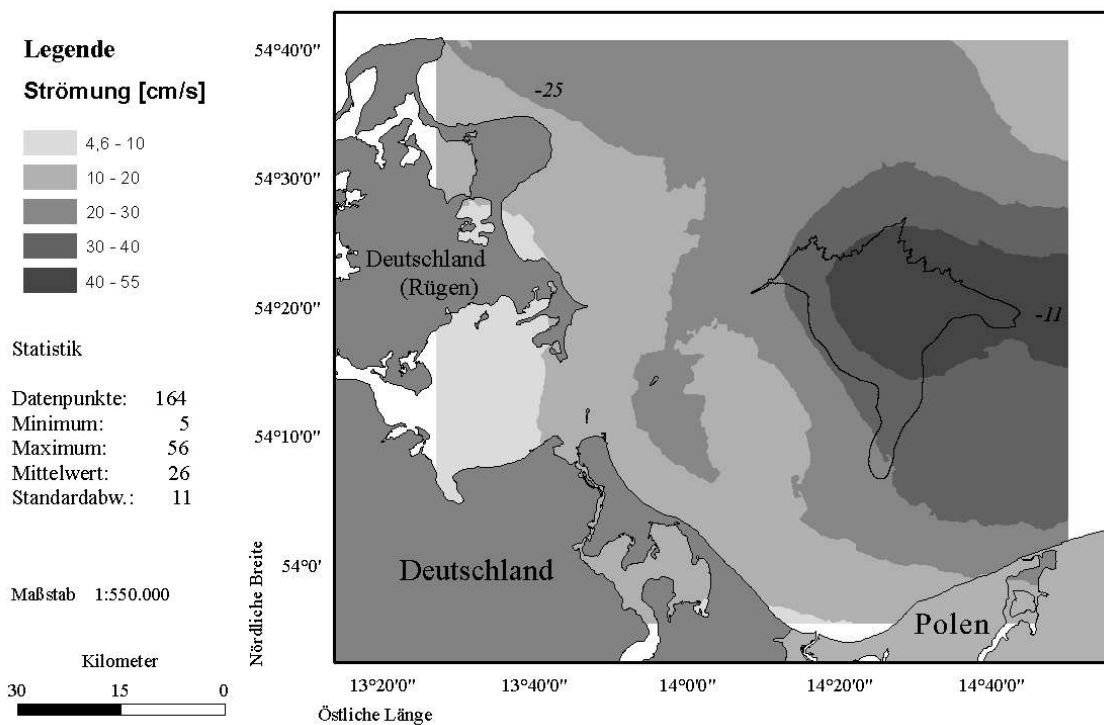 Legende
Strömung [cm/s]
4,6 - 10
10 - 20
20 - 30
30 - 40
40 - 55
Statistik
Datenpunkte: 164
Minimum: 5
Maximum: 56
Mittelwert: 26
Standardabw.: 11
Maßstab 1:550.000
Kilometer
30 15 0
Nördliche Breite
54°40'0''
54°30'0''
54°20'0''
54°10'0''
54°0'
-25
-11
Deutschland
(Rügen)
Deutschland
Polen
13°20'0'' 13°40'0'' 14°0'0'' 14°20'0'' 14°40'0''
Östliche Länge